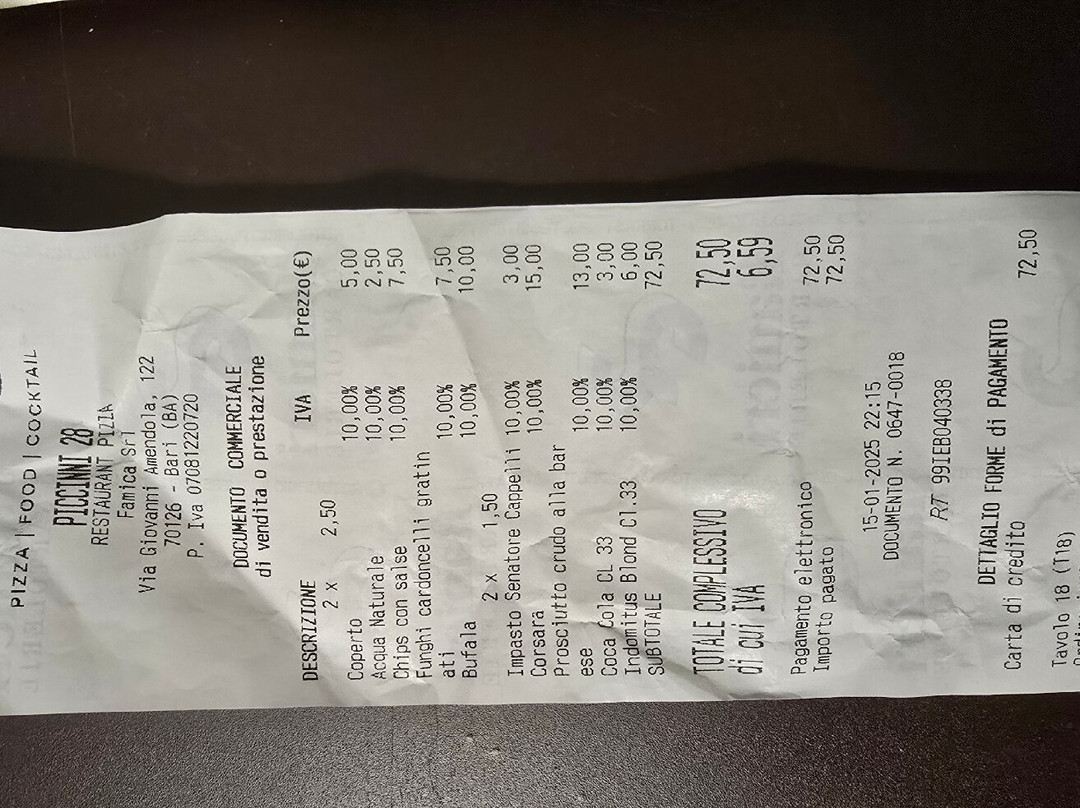 PIZZA | FOOD | COCKTAIL
PICCINNI 28
RESTAURANT PIZZA
Famica Srl
Via Giovanni Amendola, 122
70126 - Bari (BA)
P. Iva 07081220720
DOCUMENTO COMMERCIALE
di vendita o prestazione
DESCRIZIONE IVA Prezzo(€)
2 x 2,50
Coperto 10,00% 5,00
Acqua Naturale 10,00% 2,50
Chips con salse 10,00% 7,50
Funghi cardoncelli gratin
ati 10,00% 7,50
Bufala 10,00% 10,00
2 x 1,50
Impasto Senatore Cappelli 10,00% 3,00
Corsara 10,00% 15,00
Prosciutto crudo alla bar
ese 10,00% 13,00
Coca Cola CL 33 10,00% 3,00
Indomitus Blond Cl.33 10,00% 6,00
SUBTOTALE 72,50
TOTALE COMPLESSIVO 72,50
di cui IVA 6,59
Pagamento elettronico 72,50
Importo pagato 72,50
15-01-2025 22:15
DOCUMENTO N. 0647-0018
RT 99IEB040338
DETTAGLIO FORME di PAGAMENTO
Carta di credito 72,50
Tavolo 18 (T18)